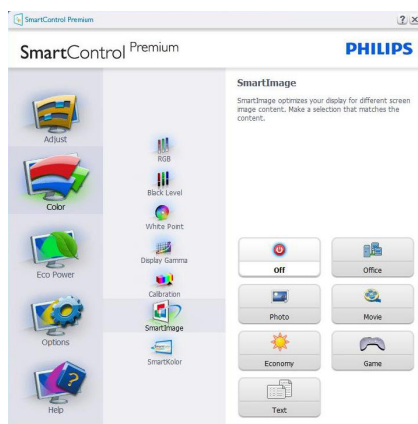 SmartControl Premium
SmartControl Premium
PHILIPS
Adjust
Color
Eco Power
Options
Help
RGB
Black Level
White Point
Display Gamma
Calibration
SmartImage
SmartKolor
SmartImage
SmartImage optimizes your display for different screen
image content. Make a selection that matches the
content.
Off
Office
Photo
Movie
Economy
Game
Text